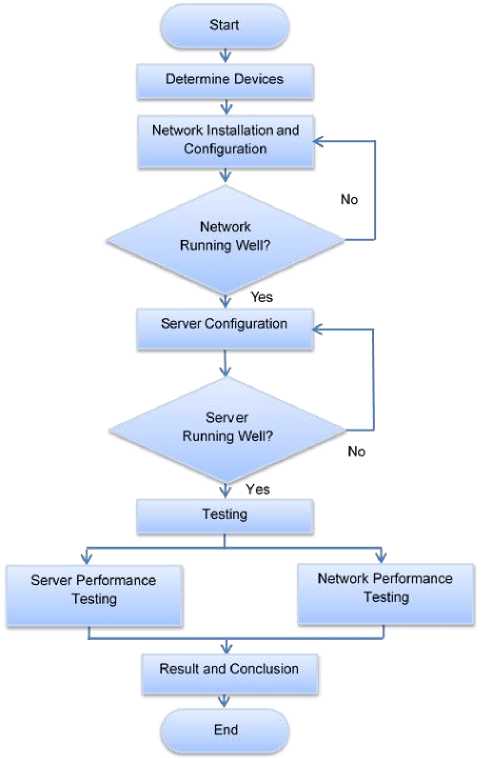 Start
Determine Devices
Network Installation and
Configuration
No
Network
Running Well?
Yes
Server Configuration
Server
Running Well?
No
Yes
Testing
Server Performance
Testing
Network Performance
Testing
Result and Conclusion
End